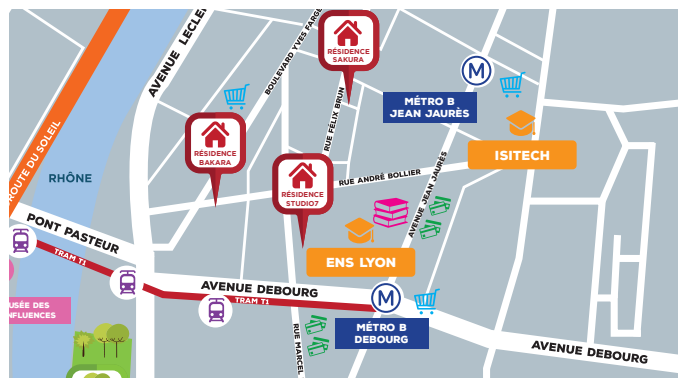 AVENUE LECLE
BOULEVARD YVES FARGE
RÉSIDENCE
SAKURA
M
MÉTRO B
JEAN JAURÈS
ROUTE DU SOLEIL
RUE FÉLIX BRUN
ISITECH
RÉSIDENCE
BAKARA
RHÔNE
RUE ANDRÉ BOLLIER
AVENUE JEAN JAURÈS
RÉSIDENCE
STUDIO7
PONT PASTEUR
TRAM T1
ENS LYON
AVENUE DEBOURG
TRAM T1
M
USÉE DES
NFLUENCES
MÉTRO B
DEBOURG
RUE MARCEL
AVENUE DEBOURG